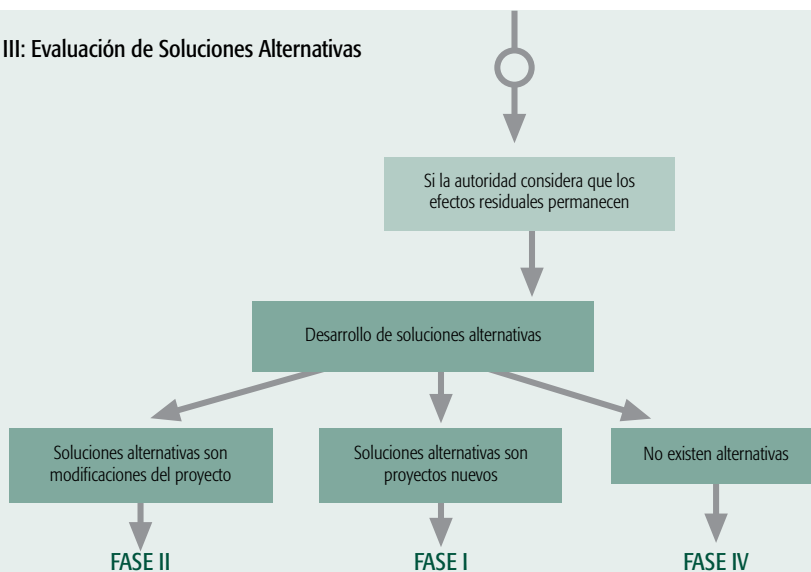 III: Evaluación de Soluciones Alternativas
Si la autoridad considera que los
efectos residuales permanecen
Desarrollo de soluciones alternativas
Soluciones alternativas son
modificaciones del proyecto
Soluciones alternativas son
proyectos nuevos
No existen alternativas
FASE II
FASE I
FASE IV